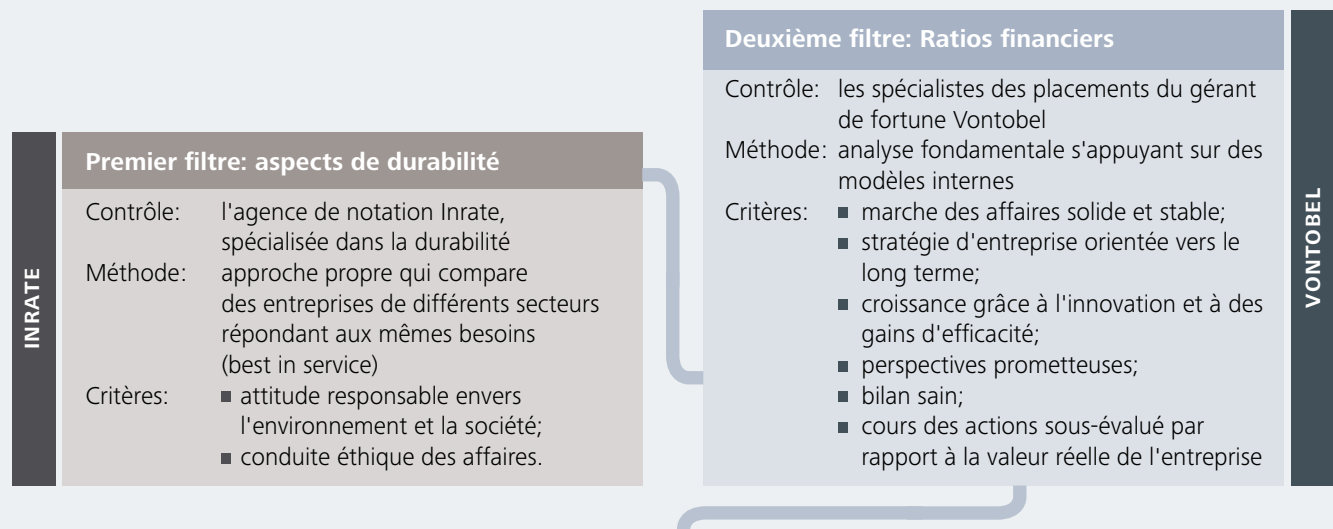 INRATE
Premier filtre: aspects de durabilité
Contrôle: l'agence de notation Inrate,
spécialisée dans la durabilité
Méthode: approche propre qui compare
des entreprises de différents secteurs
répondant aux mêmes besoins
(best in service)
Critères: ■ attitude responsable envers
l'environnement et la société;
■ conduite éthique des affaires.
Deuxième filtre: Ratios financiers
Contrôle: les spécialistes des placements du gérant
de fortune Vontobel
Méthode: analyse fondamentale s'appuyant sur des
modèles internes
Critères: ■ marche des affaires solide et stable;
■ stratégie d'entreprise orientée vers le
long terme;
■ croissance grâce à l'innovation et à des
gains d'efficacité;
■ perspectives prometteuses;
■ bilan sain;
■ cours des actions sous-évalué par
rapport à la valeur réelle de l'entreprise
VONTOBEL